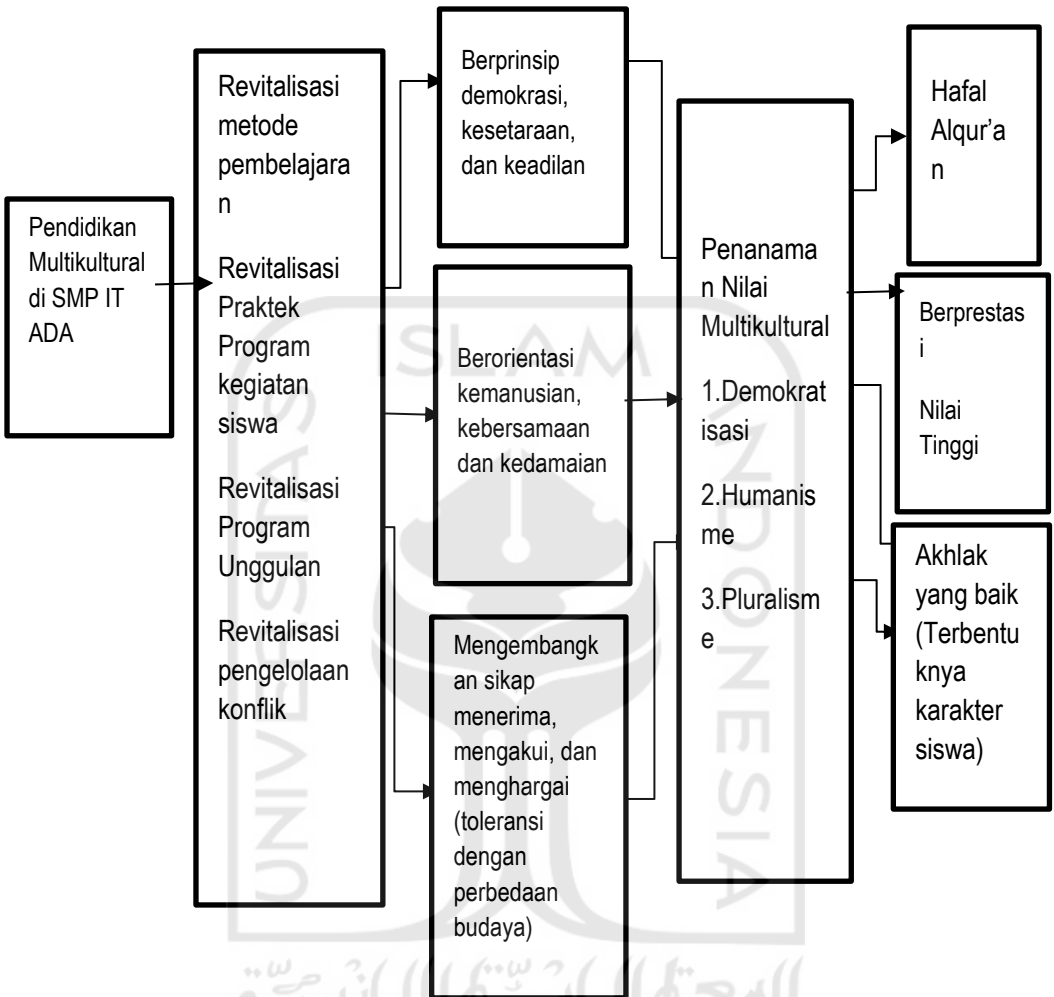 Pendidikan
Multikultural
di SMP IT
ADA
Revitalisasi
metode
pembelajara
n
Revitalisasi
Praktek
Program
kegiatan
siswa
Revitalisasi
Program
Unggulan
Revitalisasi
pengelolaan
konflik
Berprinsip
demokrasi,
kesetaraan,
dan keadilan
Berorientasi
kemanusian,
kebersamaan
dan kedamaian
Mengembangk
an sikap
menerima,
mengakui, dan
menghargai
(toleransi
dengan
perbedaan
budaya)
Penanama
n Nilai
Multikultural
1.Demokrat
isasi
2.Humanis
me
3.Pluralism
e
Hafal
Alqur’a
n
Berprestas
i
Nilai
Tinggi
Akhlak
yang baik
(Terbentu
knya
karakter
siswa)
ISLAM
UNIVERSITAS
INDONESIA